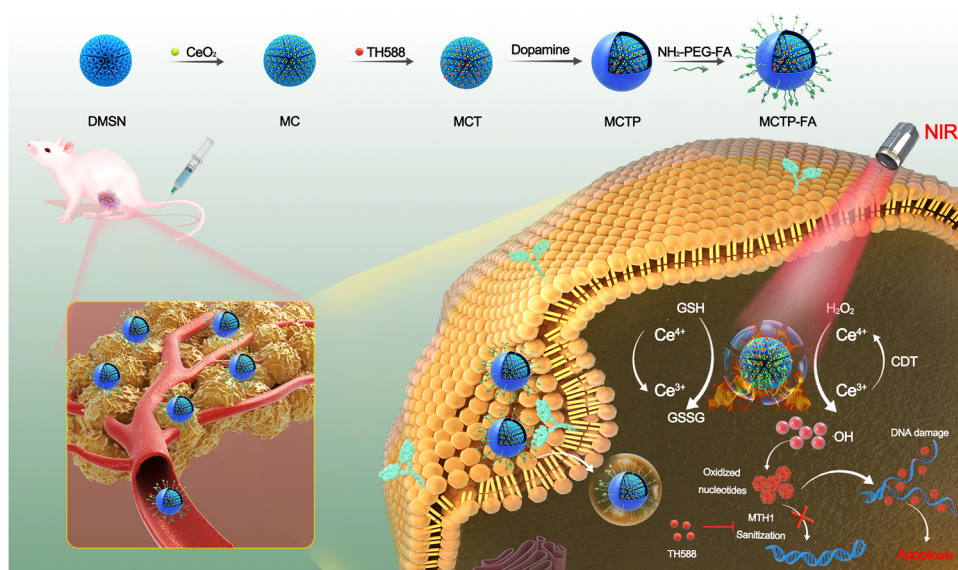 CeO₂
TH588
Dopamine
NH₂-PEG-FA
DMSN
MC
MCT
MCTP
MCTP-FA
NIR
GSH
H₂O₂
Ce⁴⁺
Ce⁴⁺
CDT
Ce³⁺
Ce³⁺
GSSG
·OH
DNA damage
Oxidized
nucleotides
MTH1
Sanitization
TH588
Apoptosis